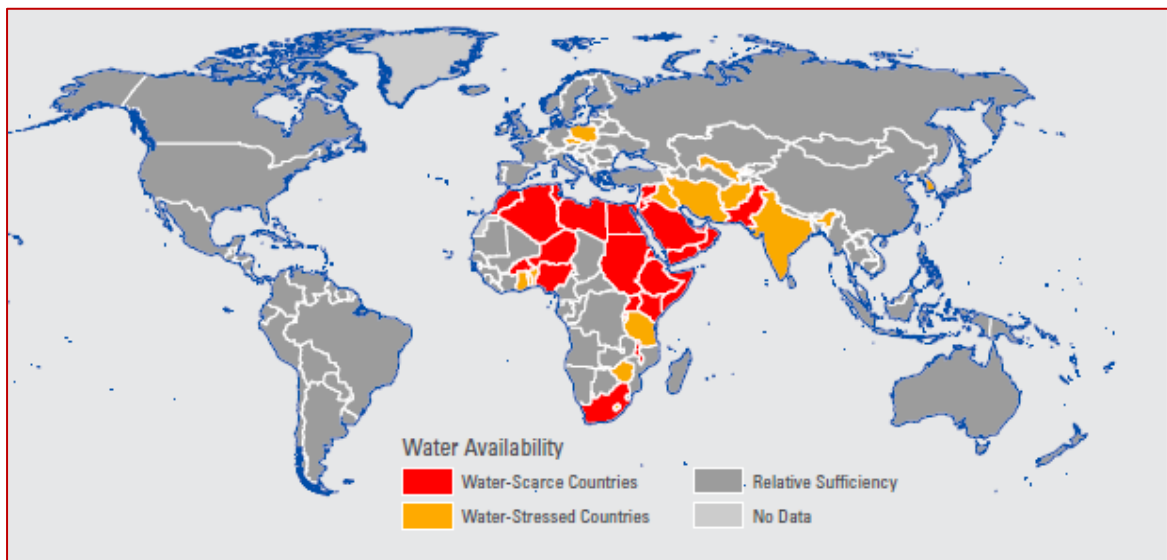 Water Availability
Water-Scarce Countries
Relative Sufficiency
Water-Stressed Countries
No Data